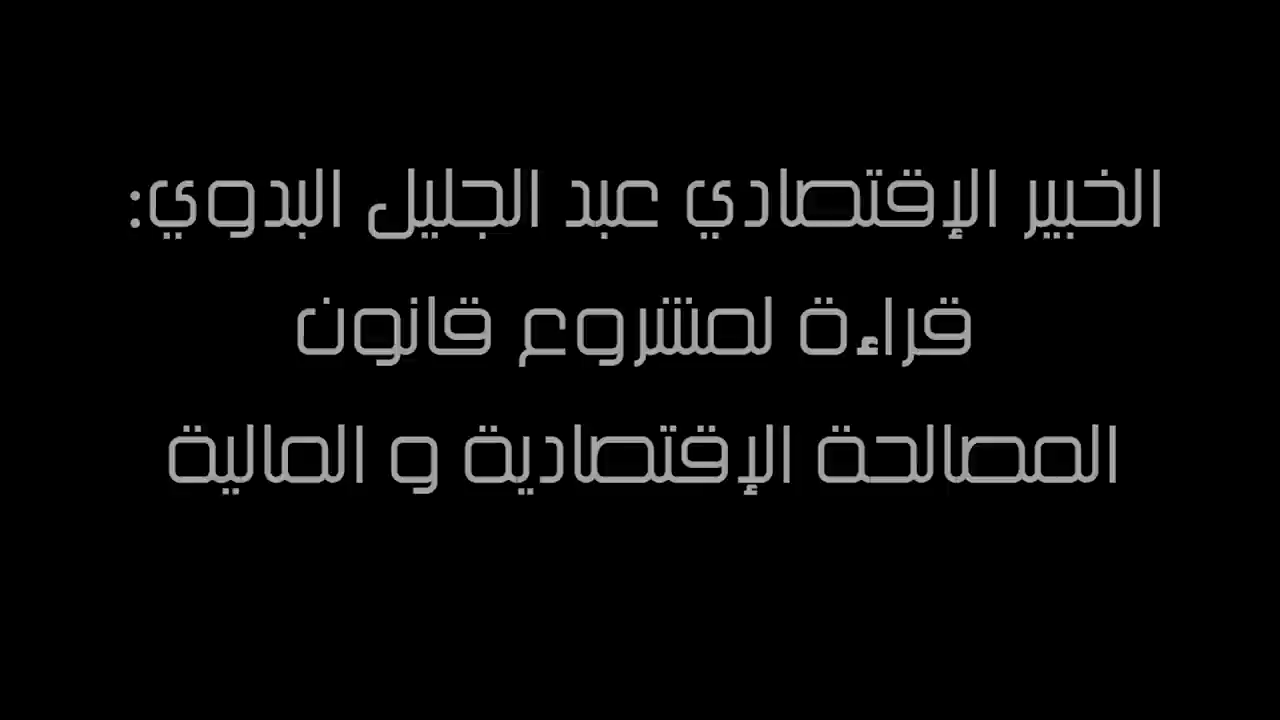 الخبير الإقتصادي عبد الجليل البدوي:
قراءة لمشروع قانون
المصالحة الإقتصادية و المالية